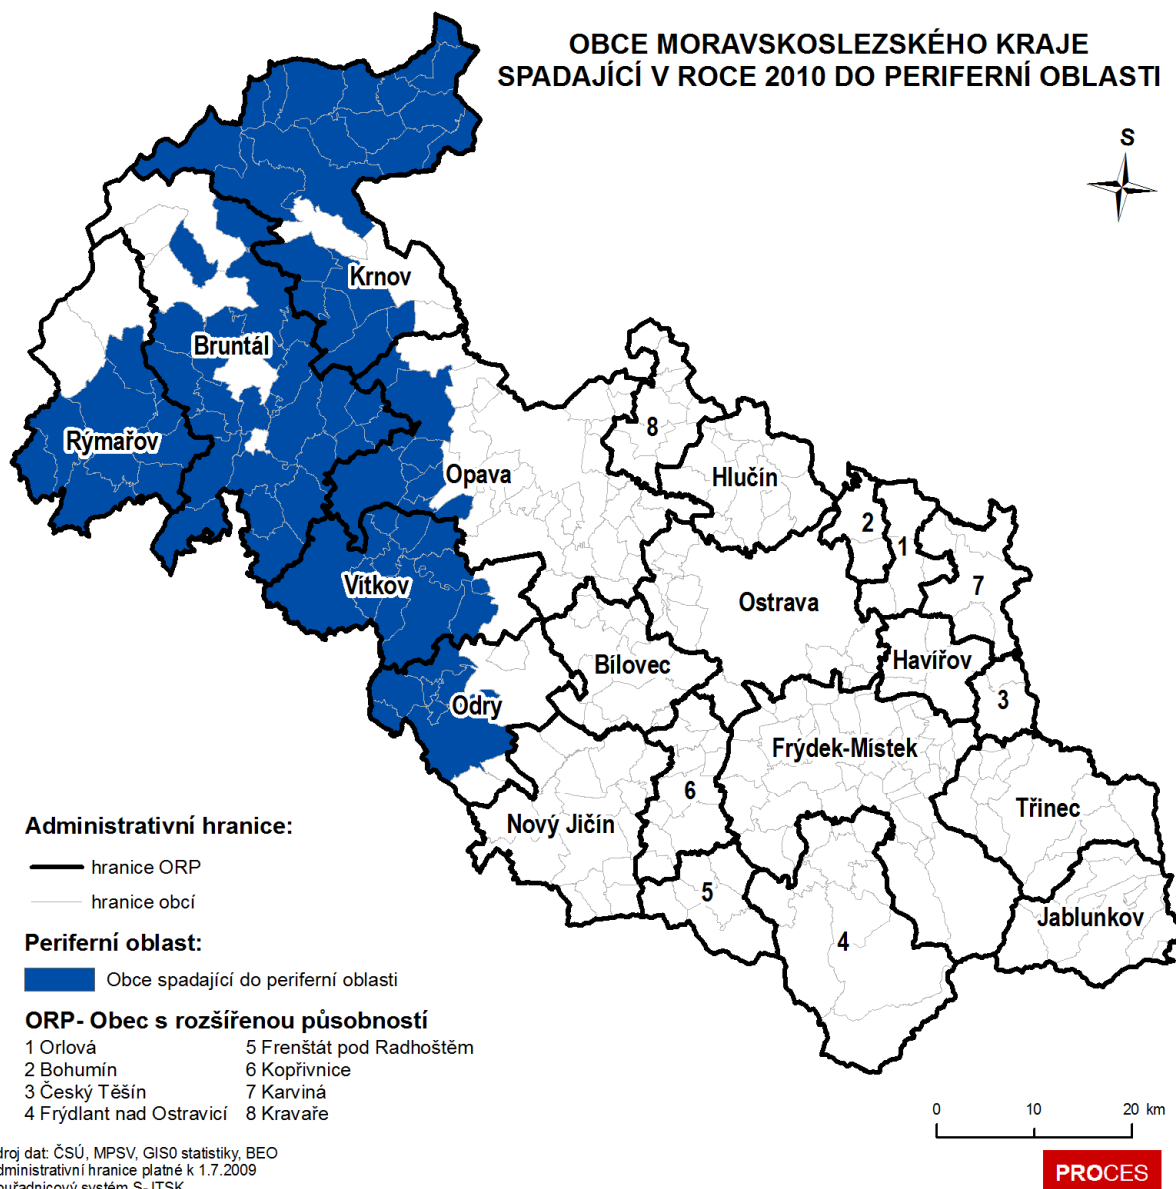 OBCE MORAVSKOSLEZSKÉHO KRAJE
SPADAJÍCÍ V ROCE 2010 DO PERIFERNÍ OBLASTI
S
Krnov
Bruntál
Rýmařov
8
Opava
Hlučín
2
1
7
Vítkov
Ostrava
Bílovec
Havířov
3
Odry
Frýdek-Místek
6
Třinec
Nový Jičín
5
Jablunkov
4
Administrativní hranice:
hranice ORP
hranice obcí
Periferní oblast:
Obce spadající do periferní oblasti
ORP- Obec s rozšířenou působností
1 Orlová
2 Bohumín
3 Český Těšín
4 Frýdlant nad Ostravicí
5 Frenštát pod Radhoštěm
6 Kopřivnice
7 Karviná
8 Kravaře
0 10 20 km
droj dat: ČSÚ, MPSV, GIS0 statistiky, BEO
dministrativní hranice platné k 1.7.2009
PROCES